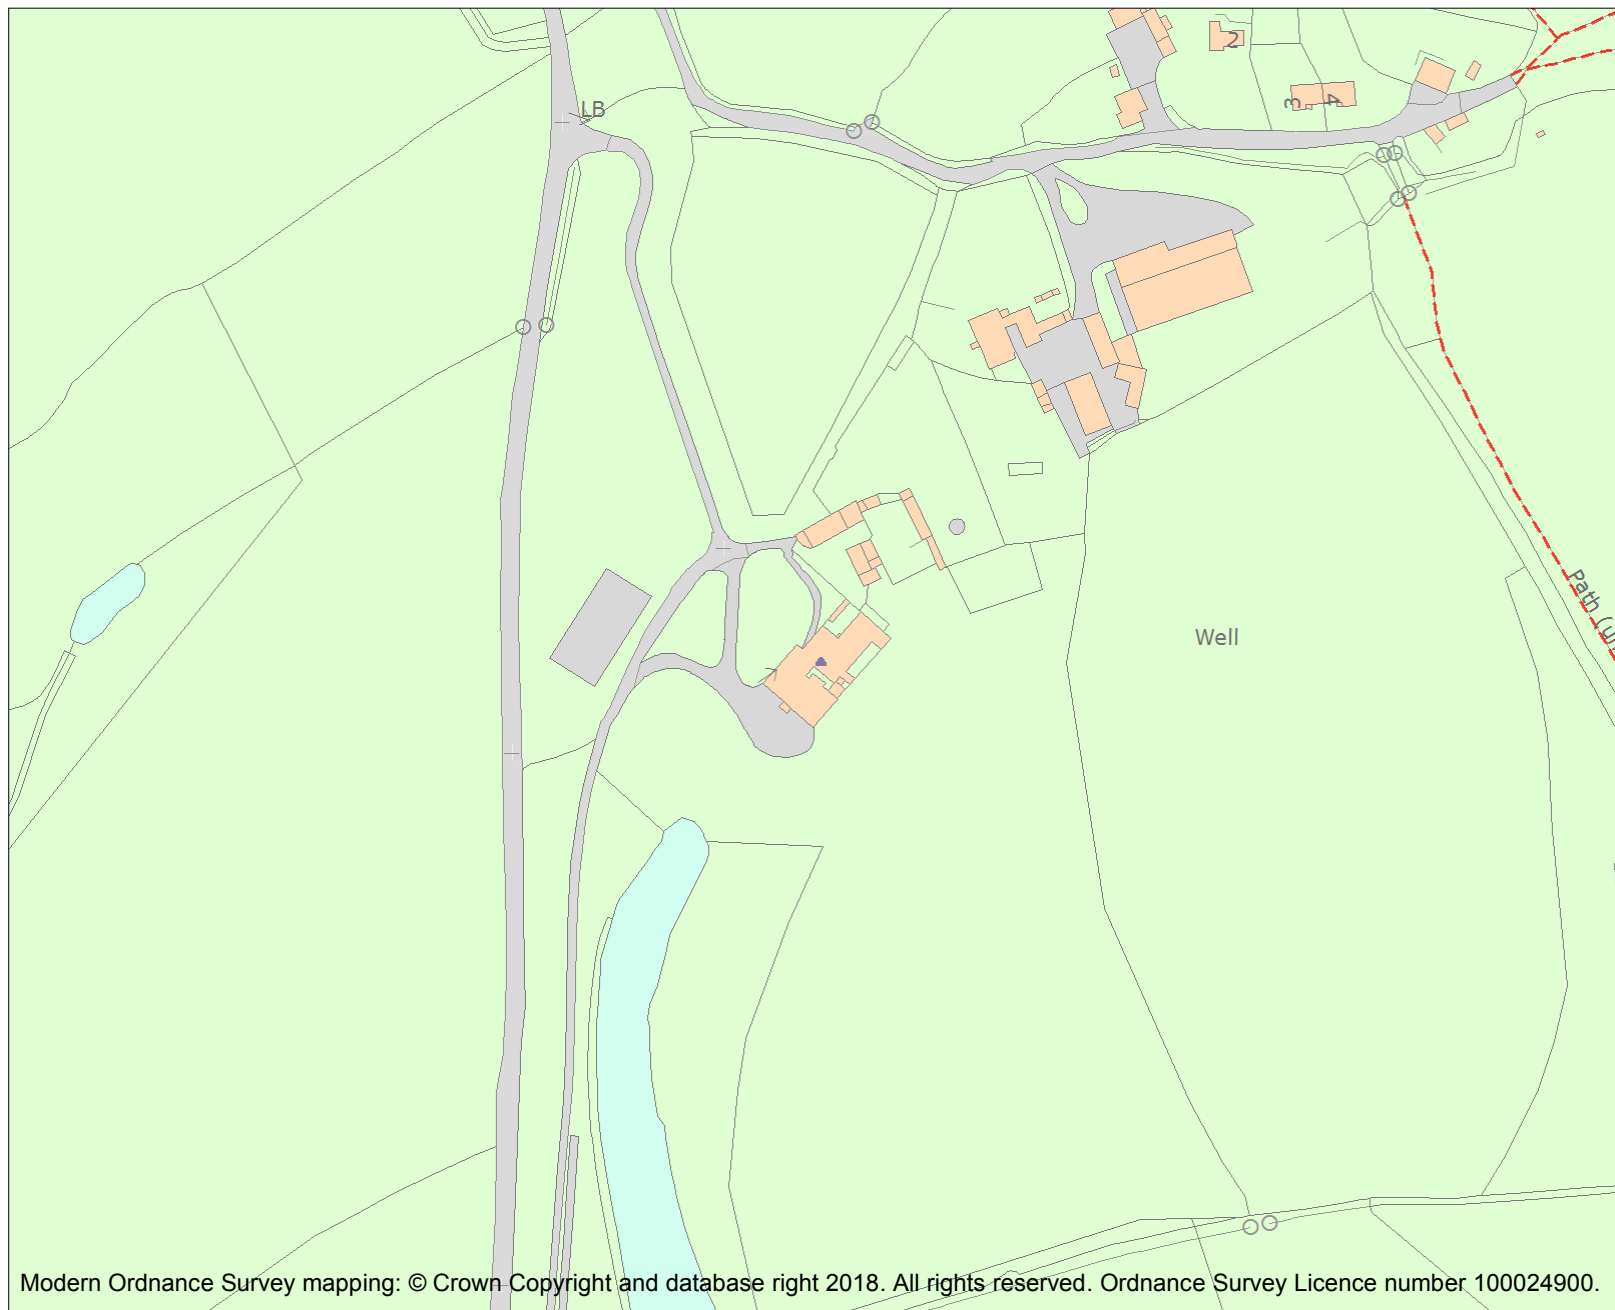 2
LB
3
4
Path (u
Well
Modern Ordnance Survey mapping: © Crown Copyright and database right 2018. All rights reserved. Ordnance Survey Licence number 100024900.